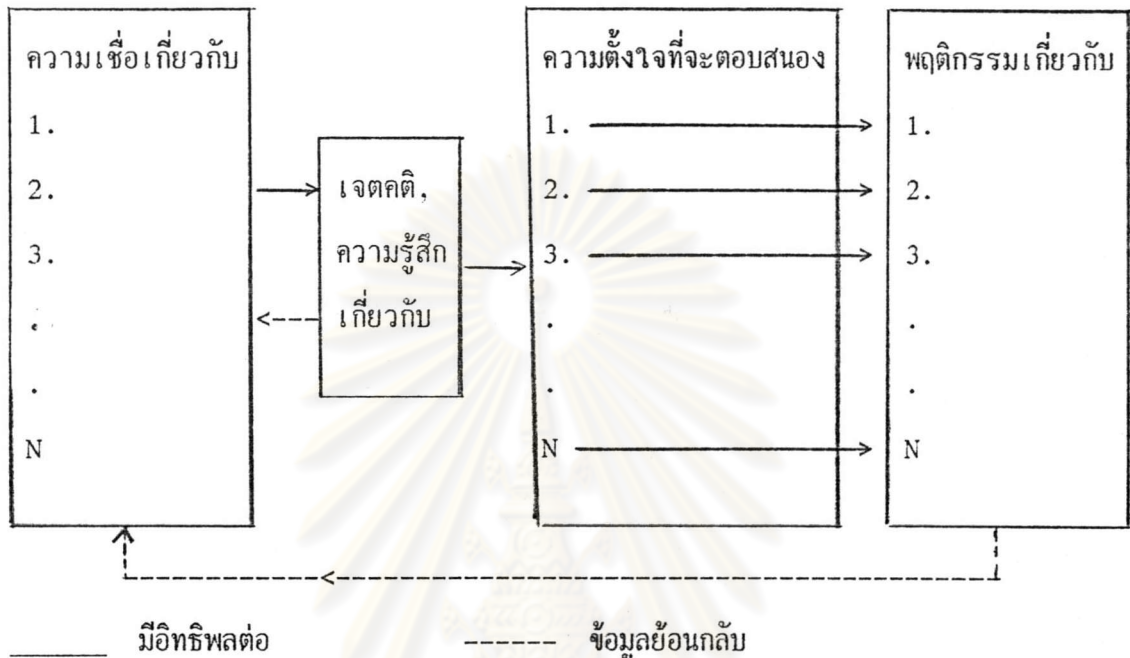 ความเชื่อเกี่ยวกับ
1.
2.
3.
.
.
N
เจตคติ,
ความรู้สึก
เกี่ยวกับ
ความตั้งใจที่จะตอบสนอง
1.
2.
3.
.
.
N
พฤติกรรมเกี่ยวกับ
1.
2.
3.
.
.
N
มีอิทธิพลต่อ
ข้อมูลย้อนกลับ